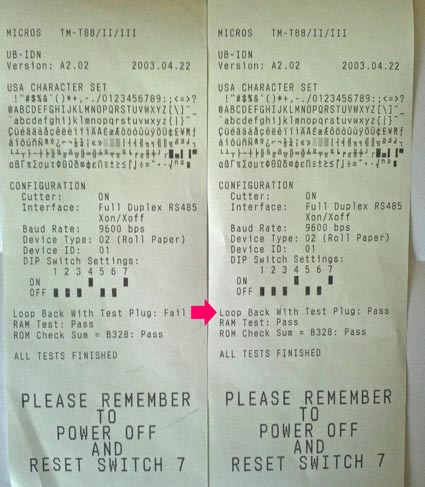 MICROS TM-T88/II/III
UB-IDN
Version: A2.02 2003.04.22
USA CHARACTER SET
!"#$%&'()*+,-./0123456789:;<=>?
@ABCDEFGHIJKLMNOPQRSTUVWXYZ[\]^_
`abcdefghijklmnopqrstuvwxyz{|}~
CONFIGURATION
Cutter: ON
Interface: Full Duplex RS485
Xon/Xoff
Baud Rate: 9600 bps
Device Type: 02 (Roll Paper)
Device ID: 01
DIP Switch Settings:
1 2 3 4 5 6 7
ON
OFF
Loop Back With Test Plug: Fail
RAM Test: Pass
ROM Check Sum = B328: Pass
ALL TESTS FINISHED
PLEASE REMEMBER
TO
POWER OFF
AND
RESET SWITCH 7
MICROS TM-T88/II/III
UB-IDN
Version: A2.02 2003.04.22
USA CHARACTER SET
!"#$%&'()*+,-./0123456789:;<=>?
@ABCDEFGHIJKLMNOPQRSTUVWXYZ[\]^_
`abcdefghijklmnopqrstuvwxyz{|}~
CONFIGURATION
Cutter: ON
Interface: Full Duplex RS485
Xon/Xoff
Baud Rate: 9600 bps
Device Type: 02 (Roll Paper)
Device ID: 01
DIP Switch Settings:
1 2 3 4 5 6 7
ON
OFF
Loop Back With Test Plug: Pass
RAM Test: Pass
ROM Check Sum = B328: Pass
ALL TESTS FINISHED
PLEASE REMEMBER
TO
POWER OFF
AND
RESET SWITCH 7